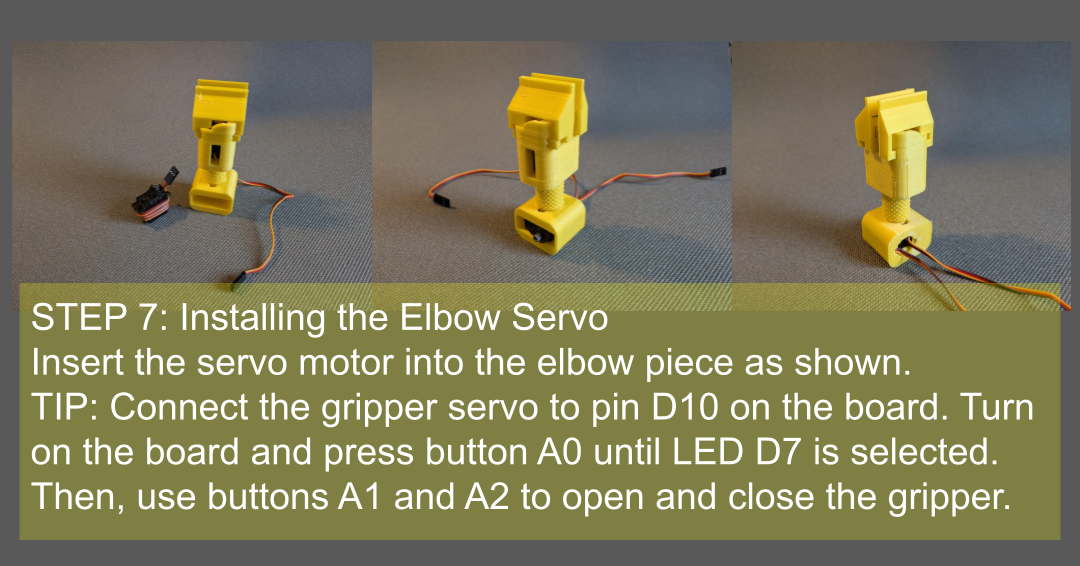 STEP 7: Installing the Elbow Servo
Insert the servo motor into the elbow piece as shown.
TIP: Connect the gripper servo to pin D10 on the board. Turn
on the board and press button A0 until LED D7 is selected.
Then, use buttons A1 and A2 to open and close the gripper.